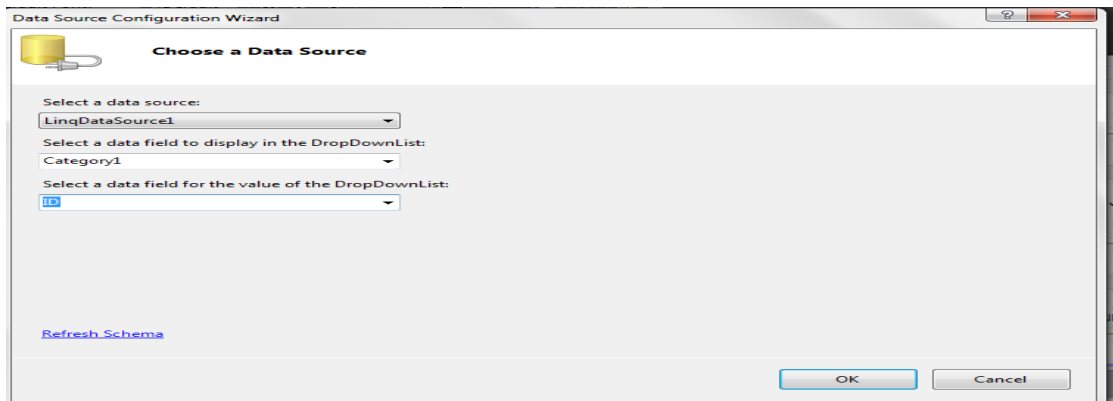 Data Source Configuration Wizard
?
Choose a Data Source
Select a data source:
LinqDataSource1
Select a data field to display in the DropDownList:
Category1
Select a data field for the value of the DropDownList:
ID
Refresh Schema
OK Cancel